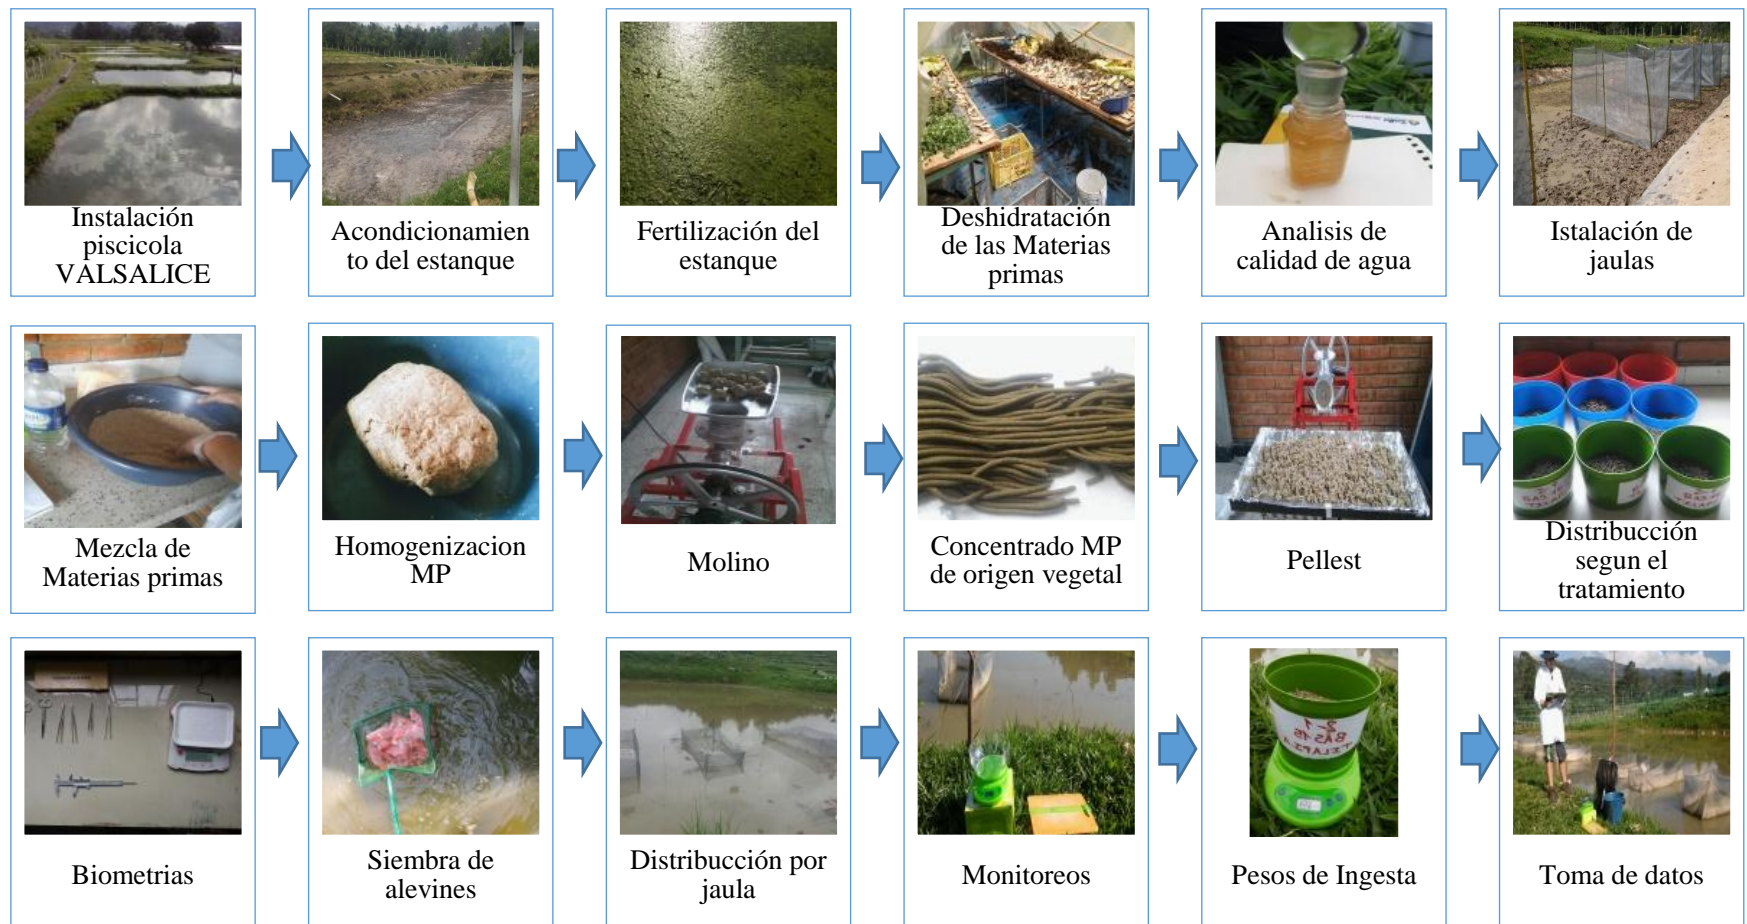 Instalación
piscicola
VALSALICE
Acondicionamien
to del estanque
Fertilización del
estanque
Deshidratación
de las Materias
primas
Analisis de
calidad de agua
Istalación de
jaulas
Mezcla de
Materias primas
Homogenizacion
MP
Molino
Concentrado MP
de origen vegetal
Pellest
Distribucción
segun el
tratamiento
Biometrias
Siembra de
alevines
Distribucción por
jaula
Monitoreos
Pesos de Ingesta
Toma de datos